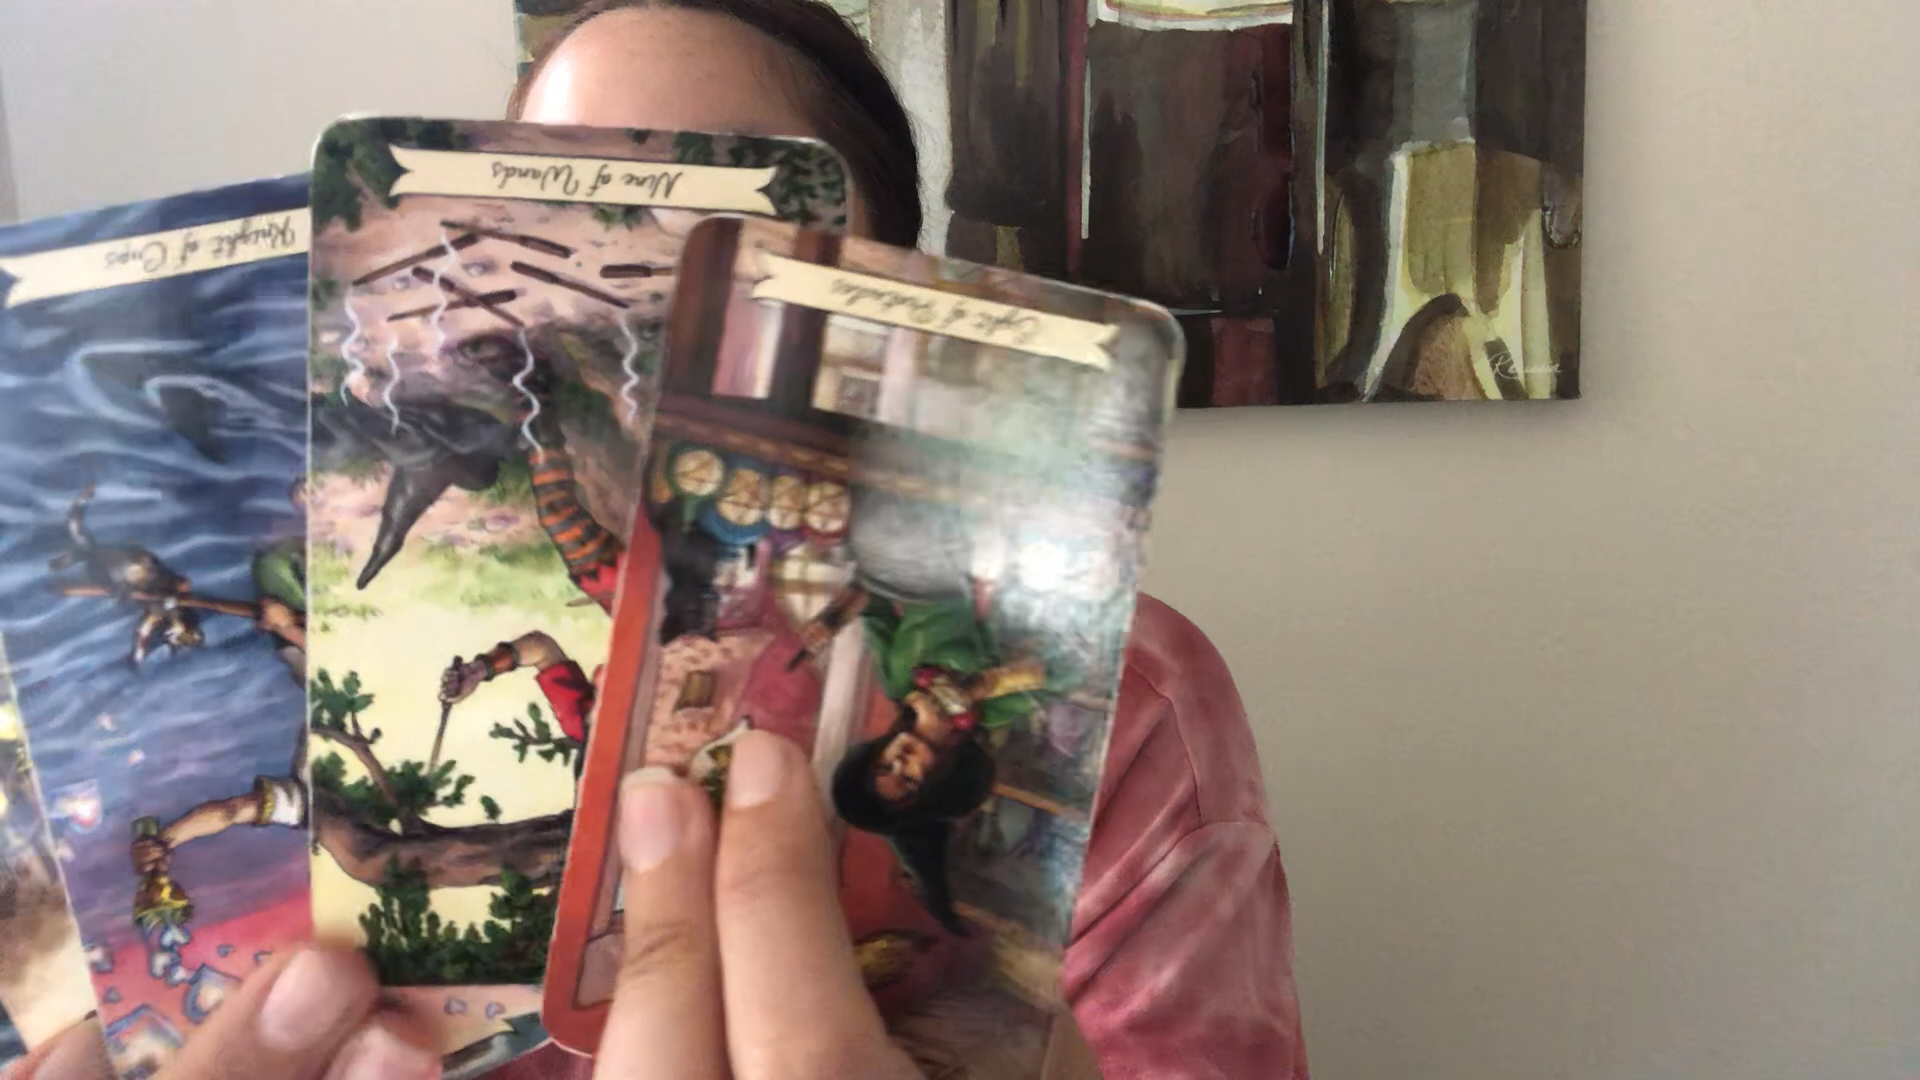 Knight of Cups
Nine of Wands
Eight of Pentacles